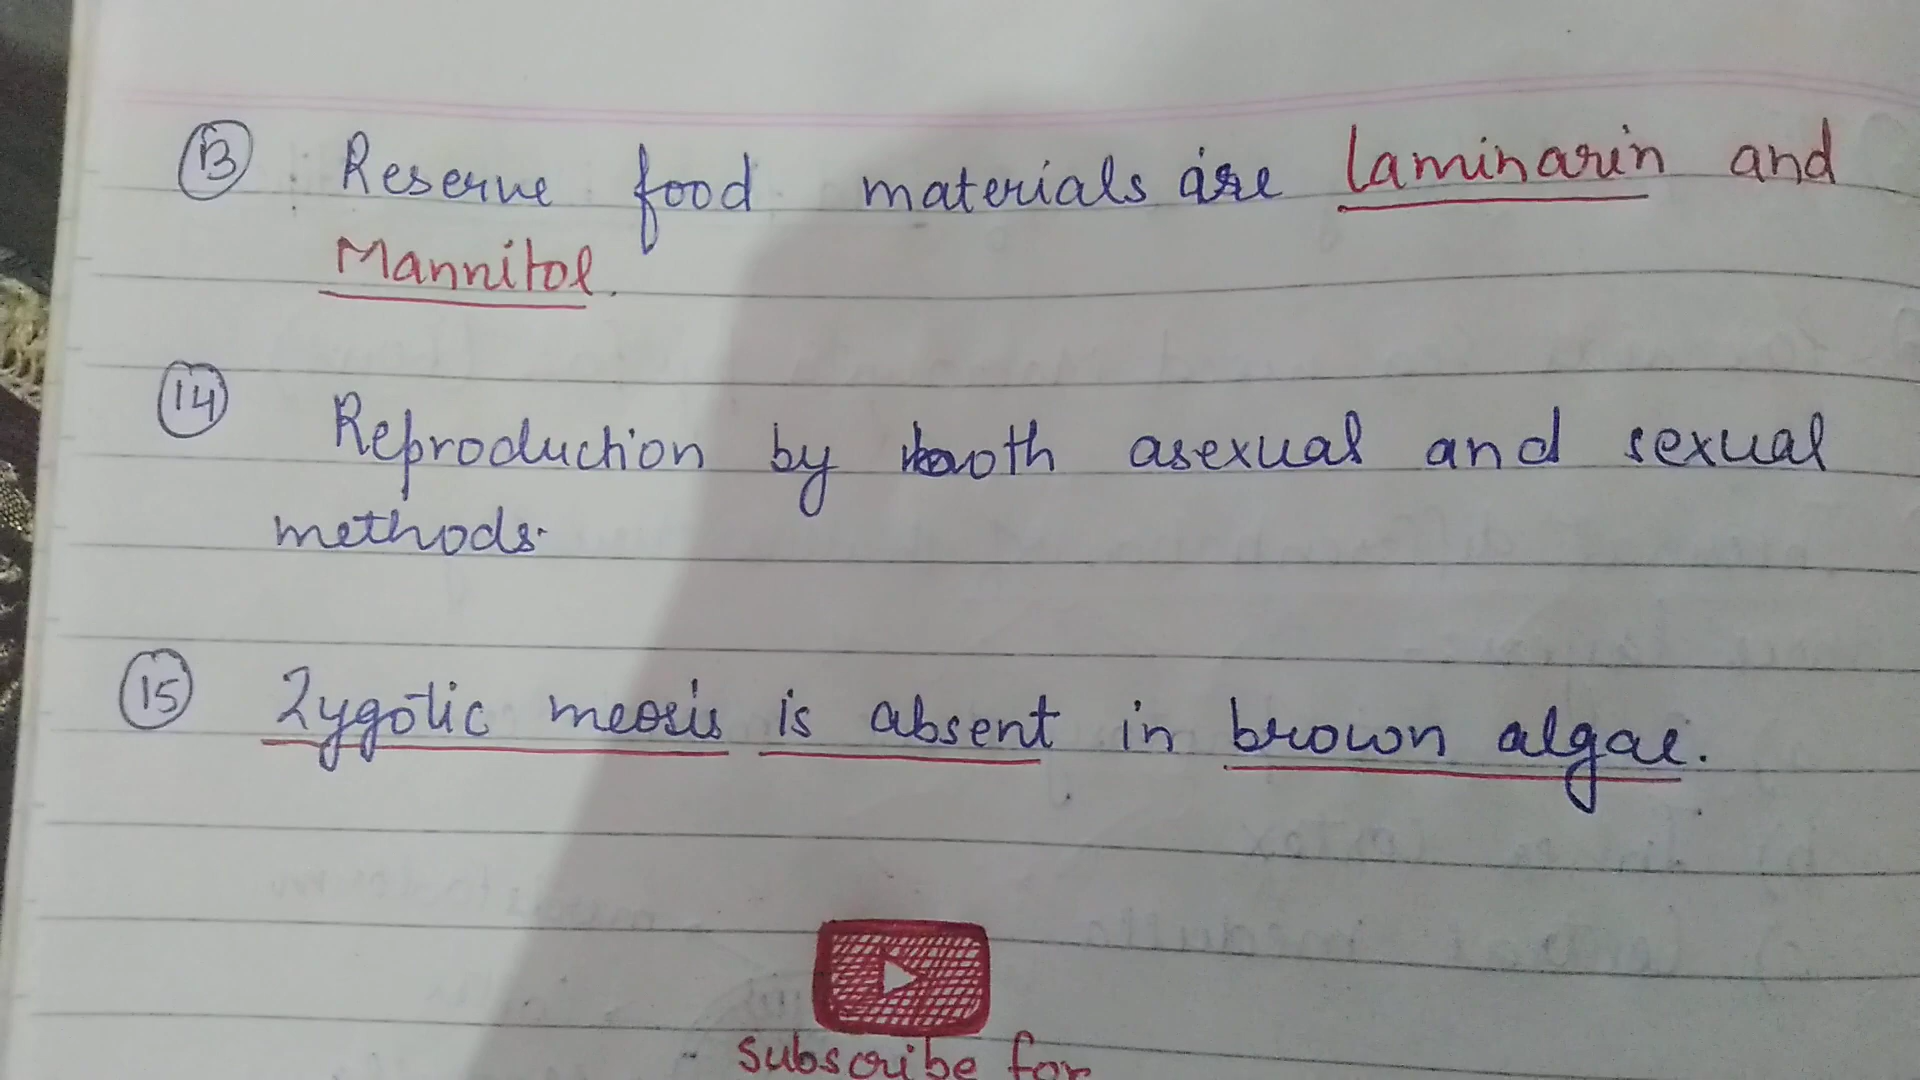 13 Reserve food materials are laminarin and
Mannitol.
14 Reproduction by both asexual and sexual
methods.
15 Zygotic meosis is absent in brown algae.
Subscribe for